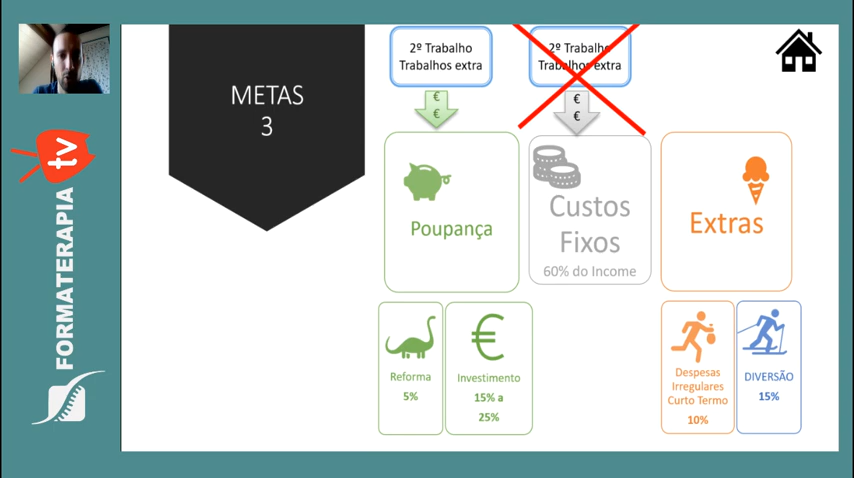 METAS
3
2º Trabalho
Trabalhos extra
€
€
2º Trabalho
Trabalhos extra
€
€
Poupança
Custos
Fixos
60% do Income
Extras
Reforma
5%
€
Investimento
15% a
25%
Despesas
Irregulares
Curto Termo
10%
DIVERSÃO
15%
FORMATERAPIA
tv